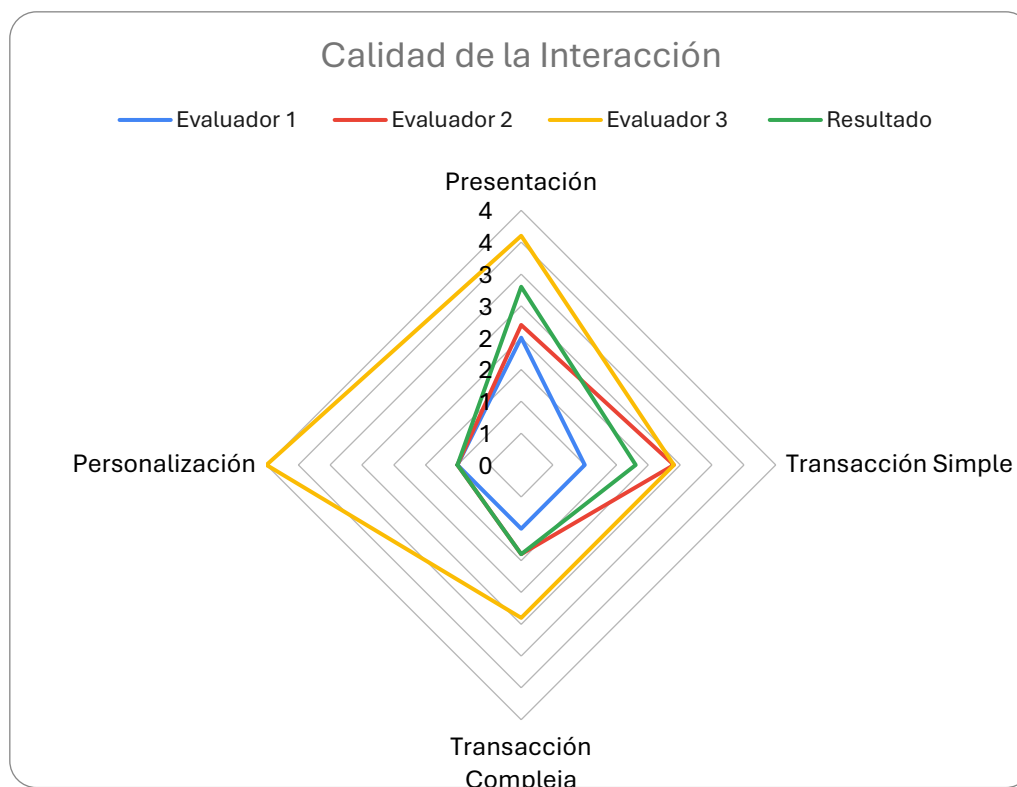 Calidad de la Interacción
Evaluador 1 Evaluador 2 Evaluador 3 Resultado
Presentación
4
4
3
3
2
2
1
1
0
Personalización
Transacción Simple
Transacción
Compleja